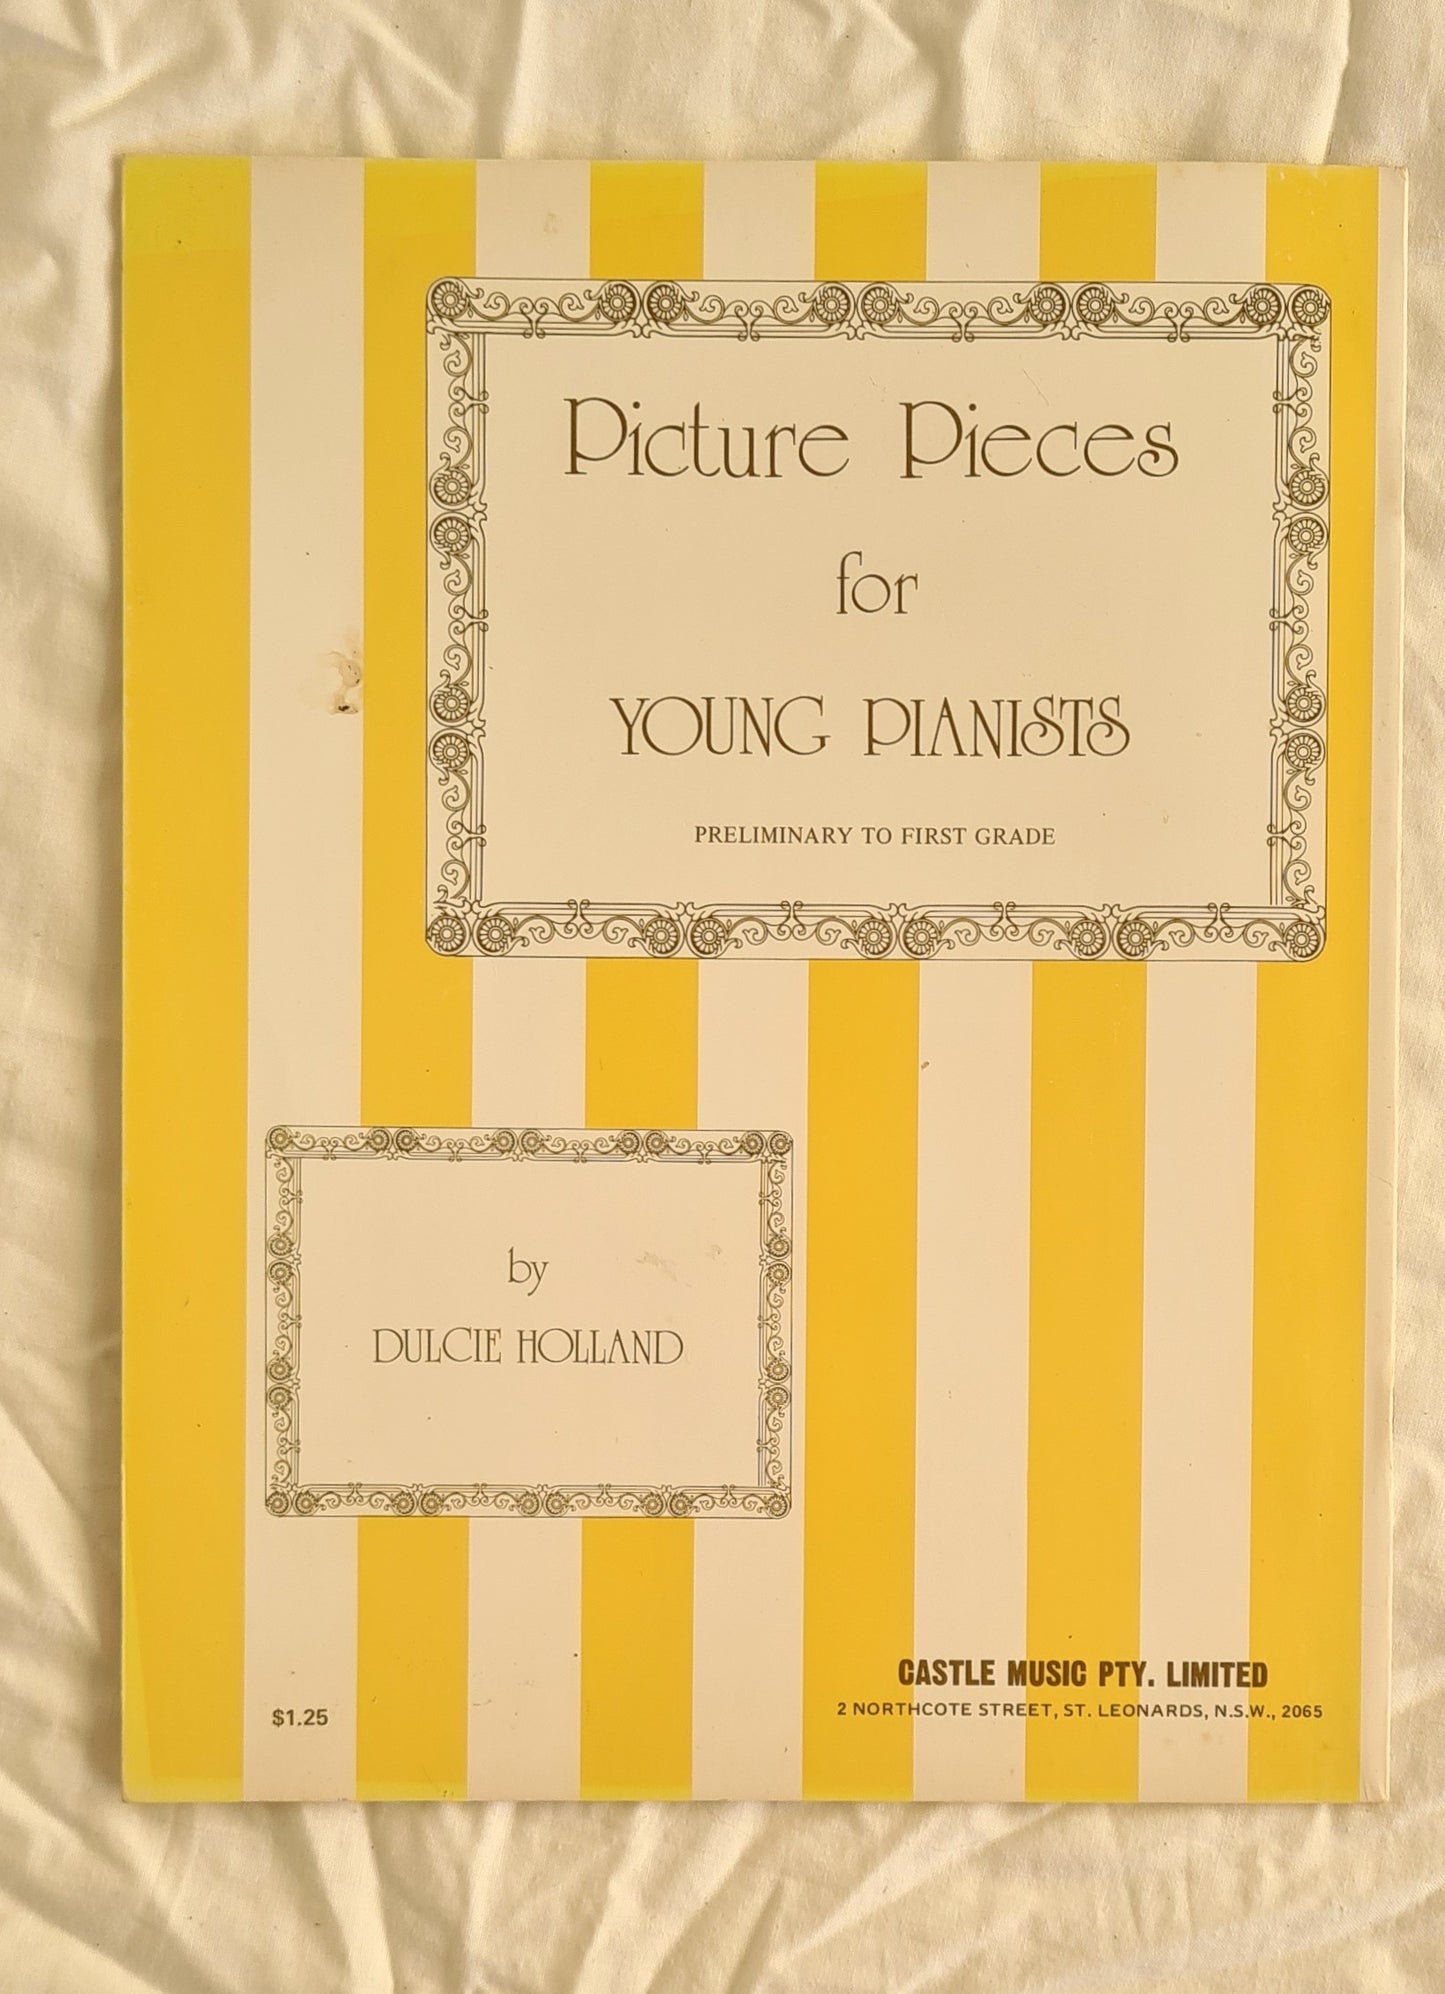 Picture Pieces
for
YOUNG PIANISTS
PRELIMINARY TO FIRST GRADE
by
DULCIE HOLLAND
$1.25
CASTLE MUSIC PTY. LIMITED
2 NORTHCOTE STREET, ST. LEONARDS, N.S.W., 2065